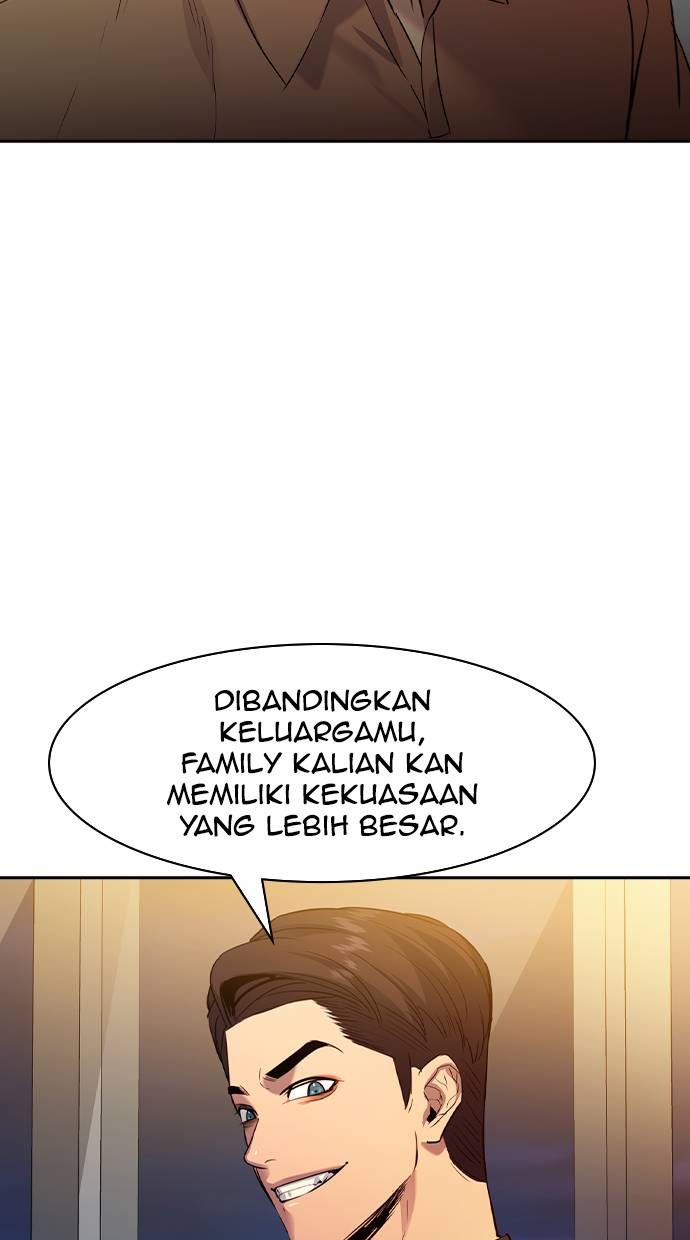 DIBANDINGKAN
KELUARGAMU,
FAMILY KALIAN KAN
MEMILIKI KEKUASAAN
YANG LEBIH BESAR.